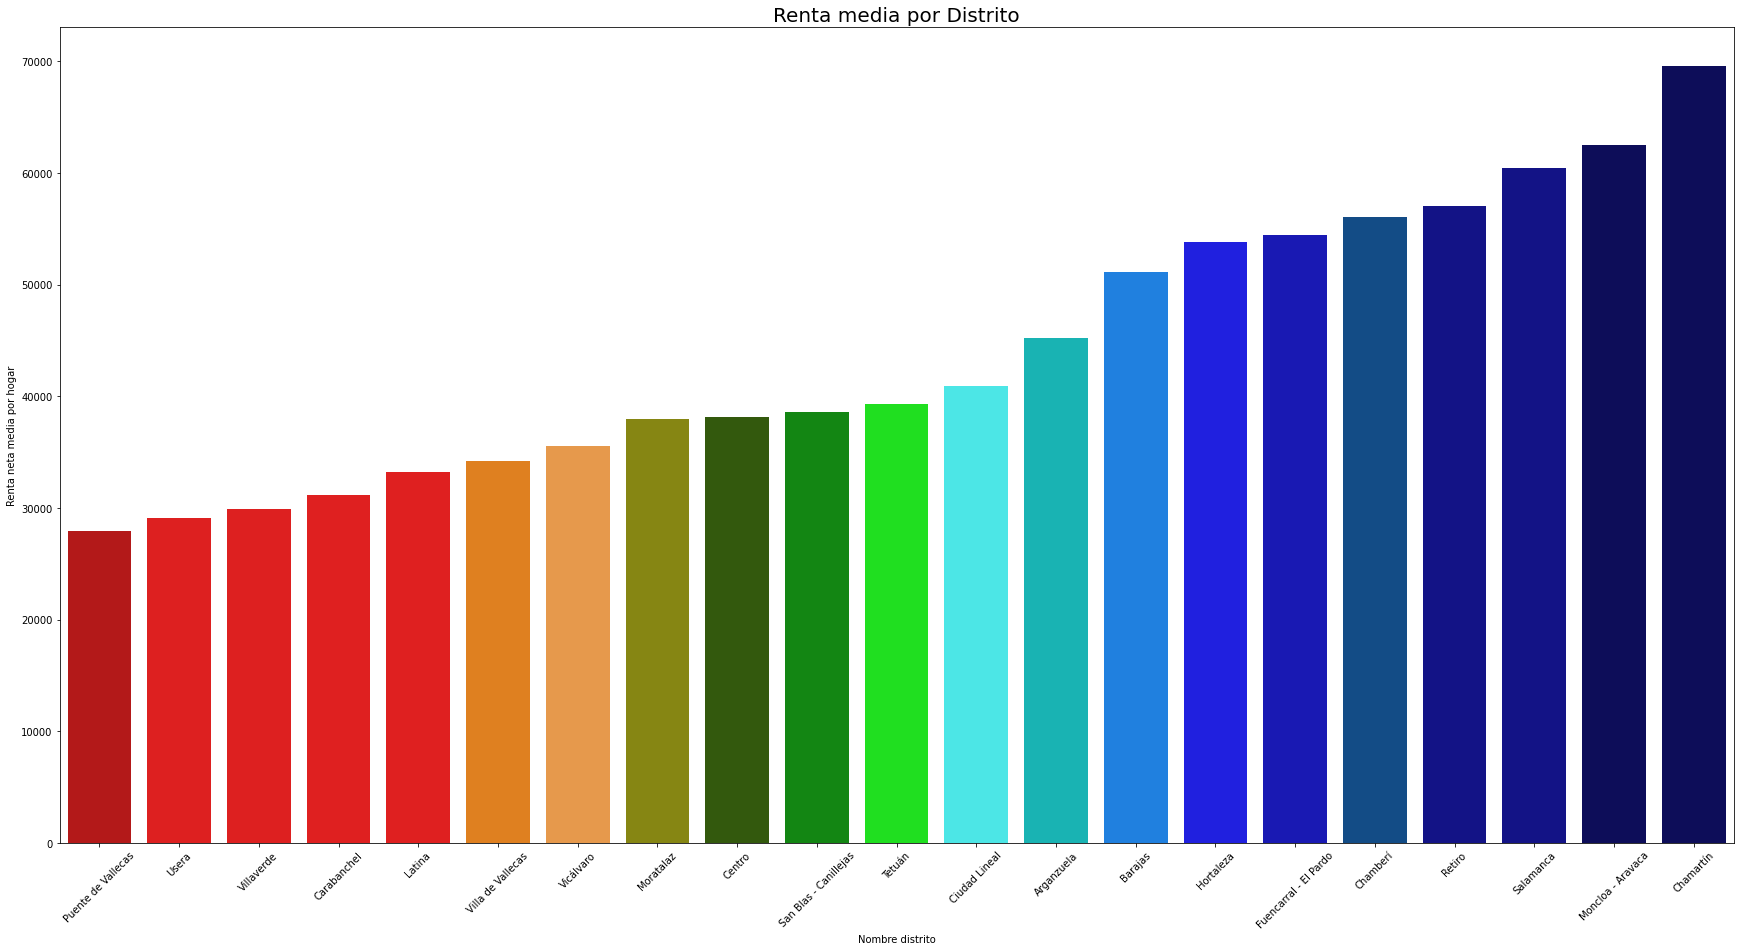 Renta media por Distrito
Renta neta media por hogar
70000
60000
50000
40000
30000
20000
10000
0
Puente de Vallecas
Usera
Villaverde
Carabanchel
Latina
Villa de Vallecas
Vicálvaro
Moratalaz
Centro
San Blas - Canillejas
Tetuán
Ciudad Lineal
Arganzuela
Barajas
Hortaleza
Fuencarral - El Pardo
Chamberí
Retiro
Salamanca
Moncloa - Aravaca
Chamartín
Nombre distrito